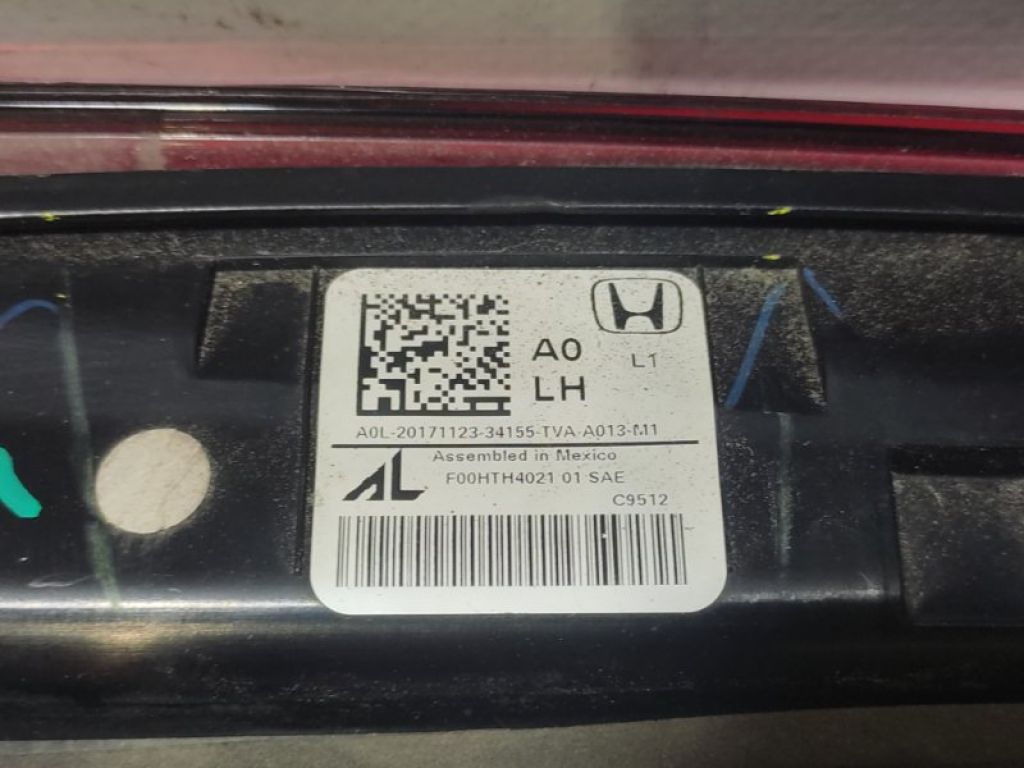 A0
L1
LH
A0L-20171123-34155-TVA-A013-M1
Assembled in Mexico
AL
F00HTH4021 01 SAE
C9512